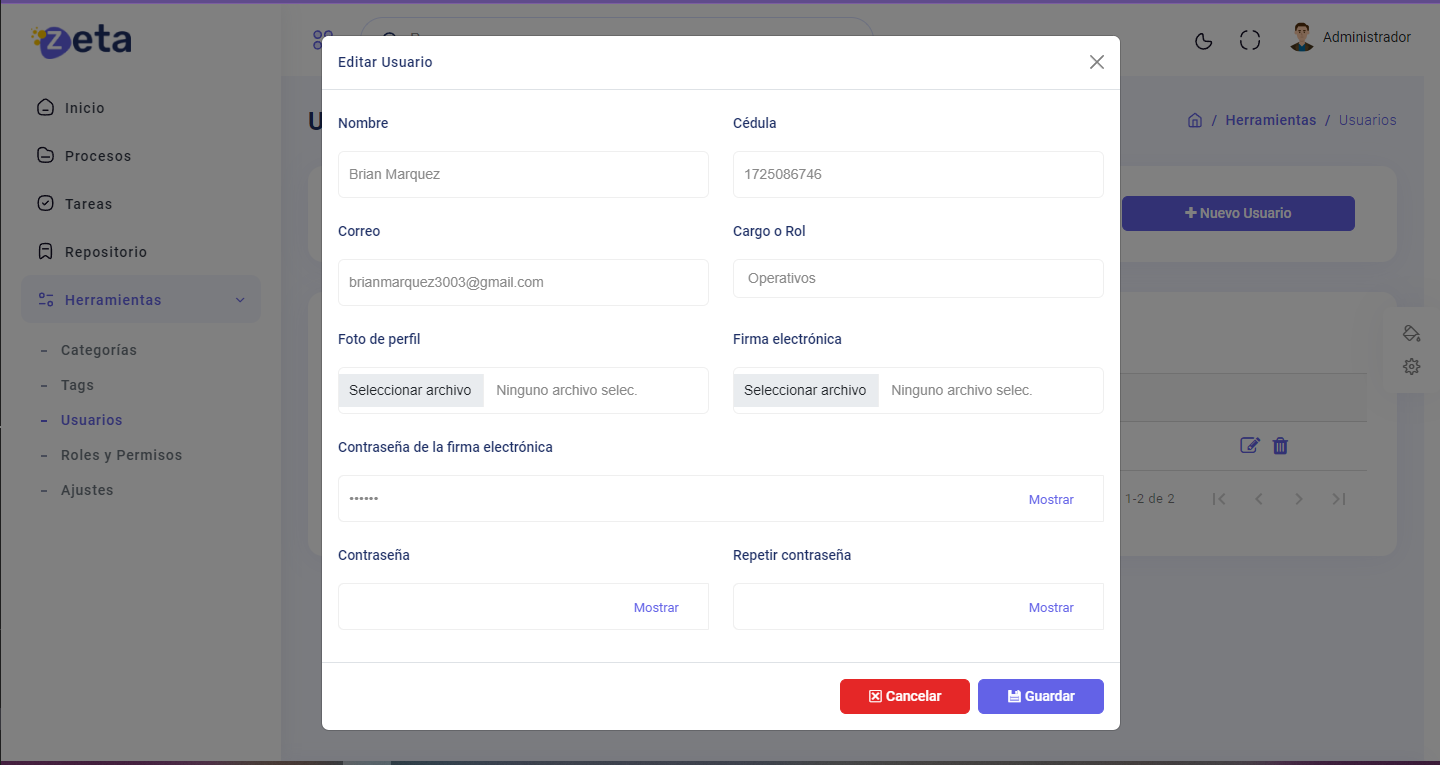 zeta
Administrador
Editar Usuario
Inicio
Procesos
Tareas
Repositorio
Herramientas
- Categorías
- Tags
- Usuarios
- Roles y Permisos
- Ajustes
/ Herramientas / Usuarios
Nuevo Usuario
Nombre
Cédula
Brian Marquez
1725086746
Correo
Cargo o Rol
brianmarquez3003@gmail.com
Operativos
Foto de perfil
Firma electrónica
Seleccionar archivo Ninguno archivo selec.
Seleccionar archivo Ninguno archivo selec.
Contraseña de la firma electrónica
•••••• Mostrar
1-2 de 2
Contraseña
Repetir contraseña
Mostrar
Mostrar
Cancelar
Guardar